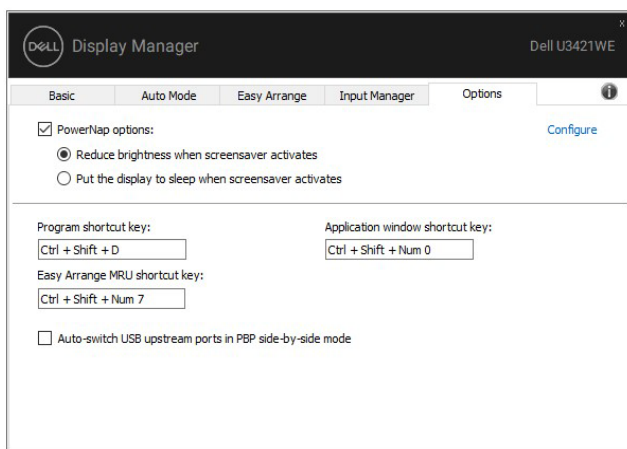 x
DELL Display Manager
Dell U3421WE
Basic Auto Mode Easy Arrange Input Manager Options
i
PowerNap options:
Configure
Reduce brightness when screensaver activates
Put the display to sleep when screensaver activates
Program shortcut key:
Application window shortcut key:
Ctrl + Shift + D
Ctrl + Shift + Num 0
Easy Arrange MRU shortcut key:
Ctrl + Shift + Num 7
Auto-switch USB upstream ports in PBP side-by-side mode